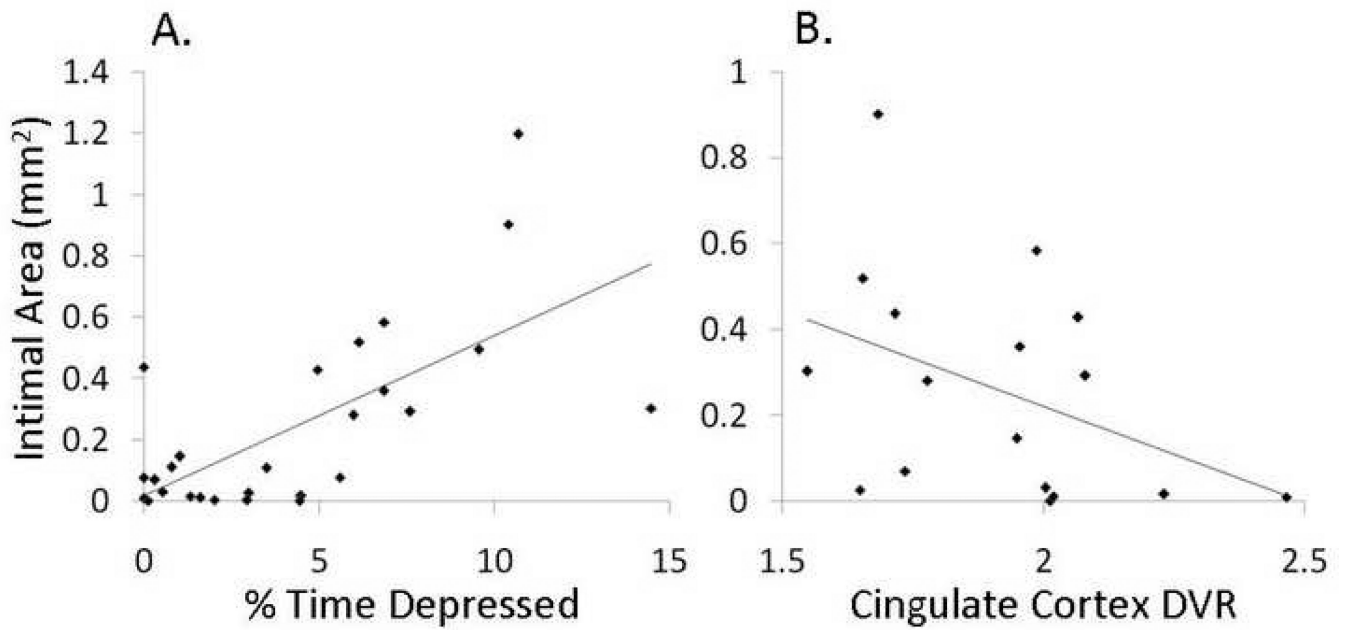 A.
Intimal Area (mm²)
1.4
1.2
1
0.8
0.6
0.4
0.2
0
0 5 10 15
% Time Depressed
B.
1
0.8
0.6
0.4
0.2
0
1.5 2 2.5
Cingulate Cortex DVR